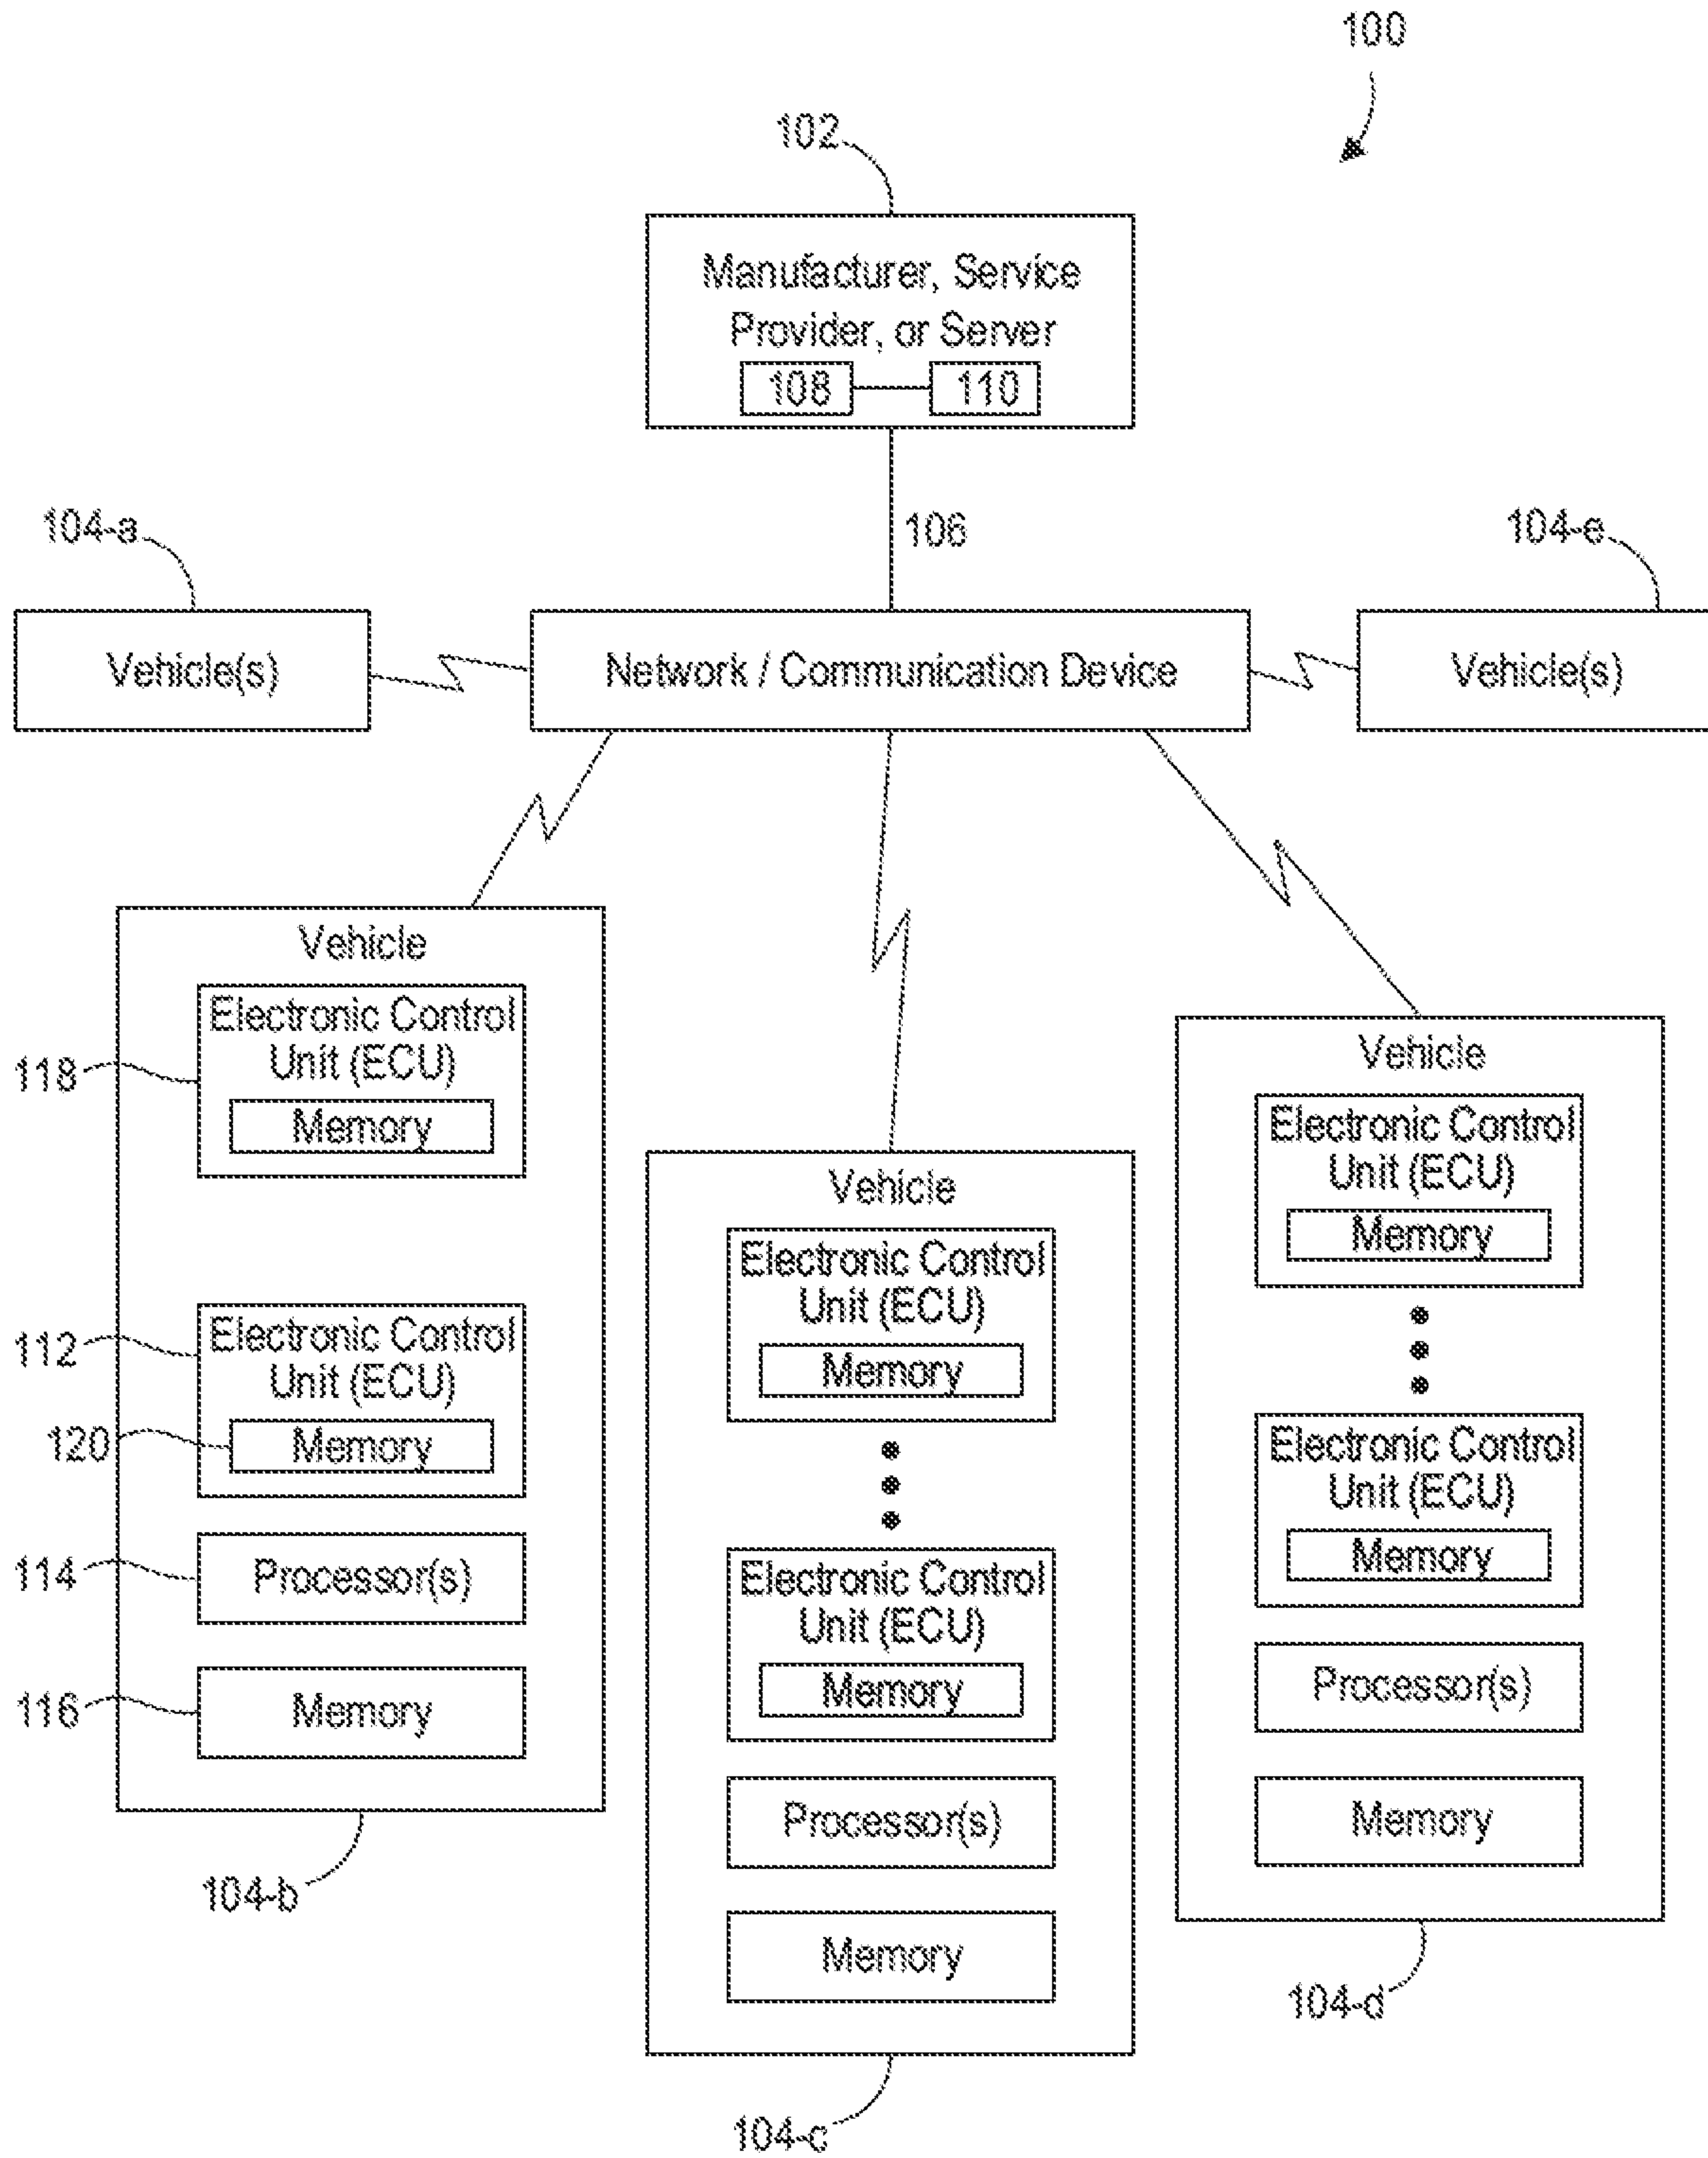 100
102
Manufacturer, Service
Provider, or Server
108
110
106
104-a
104-e
Vehicle(s)
Network / Communication Device
Vehicle(s)
Vehicle
Electronic Control
Unit (ECU)
118
Memory
112
Electronic Control
Unit (ECU)
120
Memory
114
Processor(s)
116
Memory
104-b
Vehicle
Electronic Control
Unit (ECU)
Memory
Electronic Control
Unit (ECU)
Memory
Processor(s)
Memory
104-c
Vehicle
Electronic Control
Unit (ECU)
Memory
Electronic Control
Unit (ECU)
Memory
Processor(s)
Memory
104-d